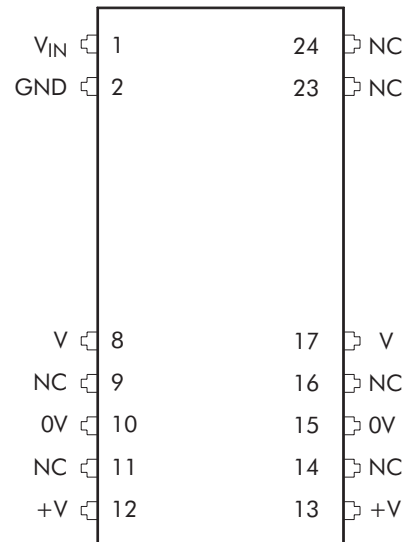 VIN 1 24 NC
GND 2 23 NC
V 8 17 V
NC 9 16 NC
0V 10 15 0V
NC 11 14 NC
+V 12 13 +V